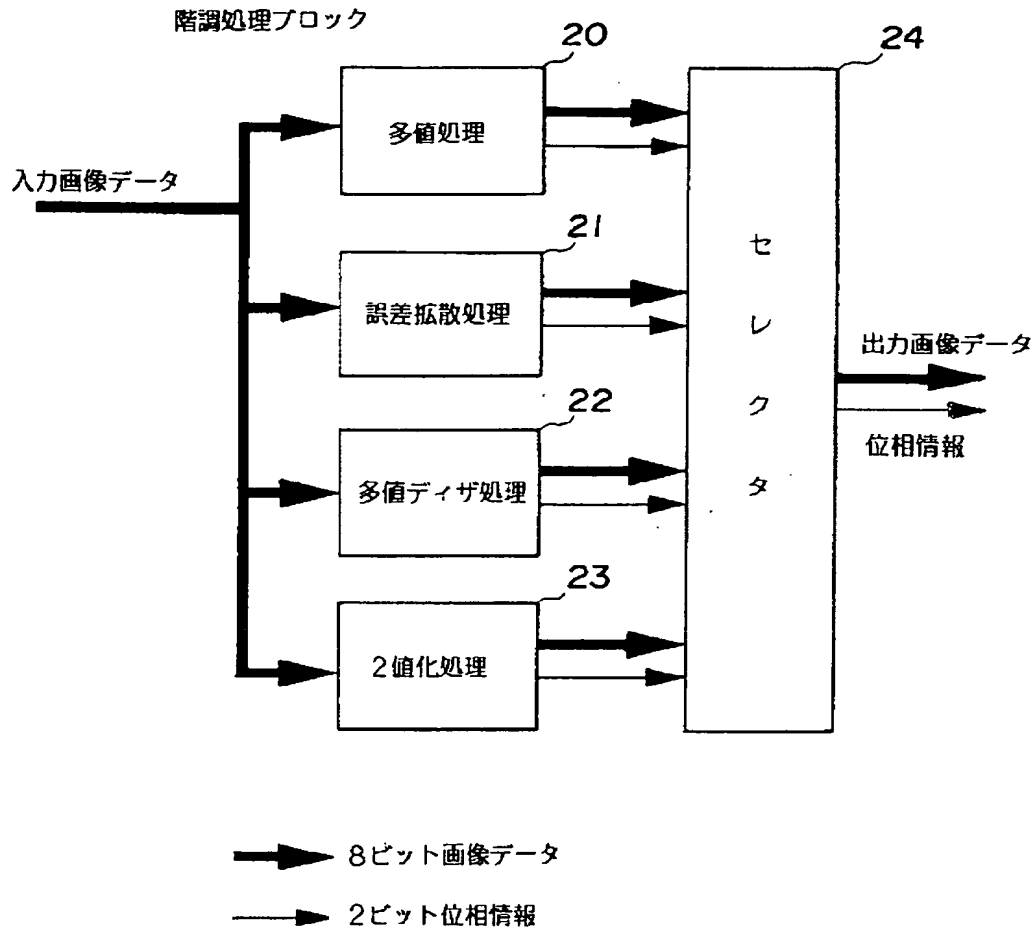 階調処理ブロック
20
24
多値処理
入力画像データ
21
誤差拡散処理
セレクタ
出力画像データ
22
位相情報
多値ディザ処理
23
2値化処理
8ビット画像データ
2ビット位相情報